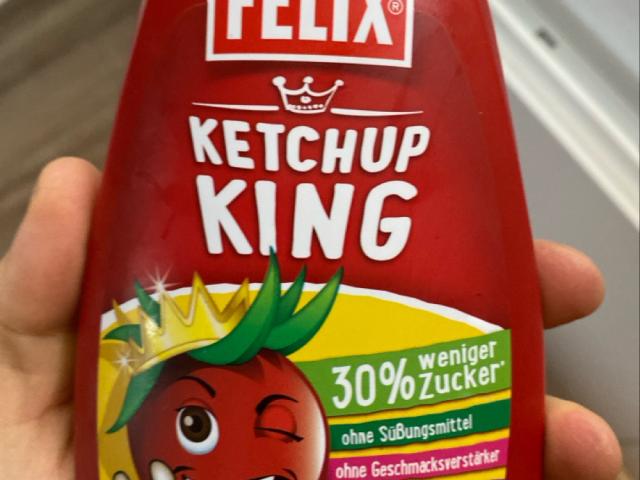 FELIX®
KETCHUP
KING
30% weniger
Zucker*
ohne Süßungsmittel
ohne Geschmacksverstärker